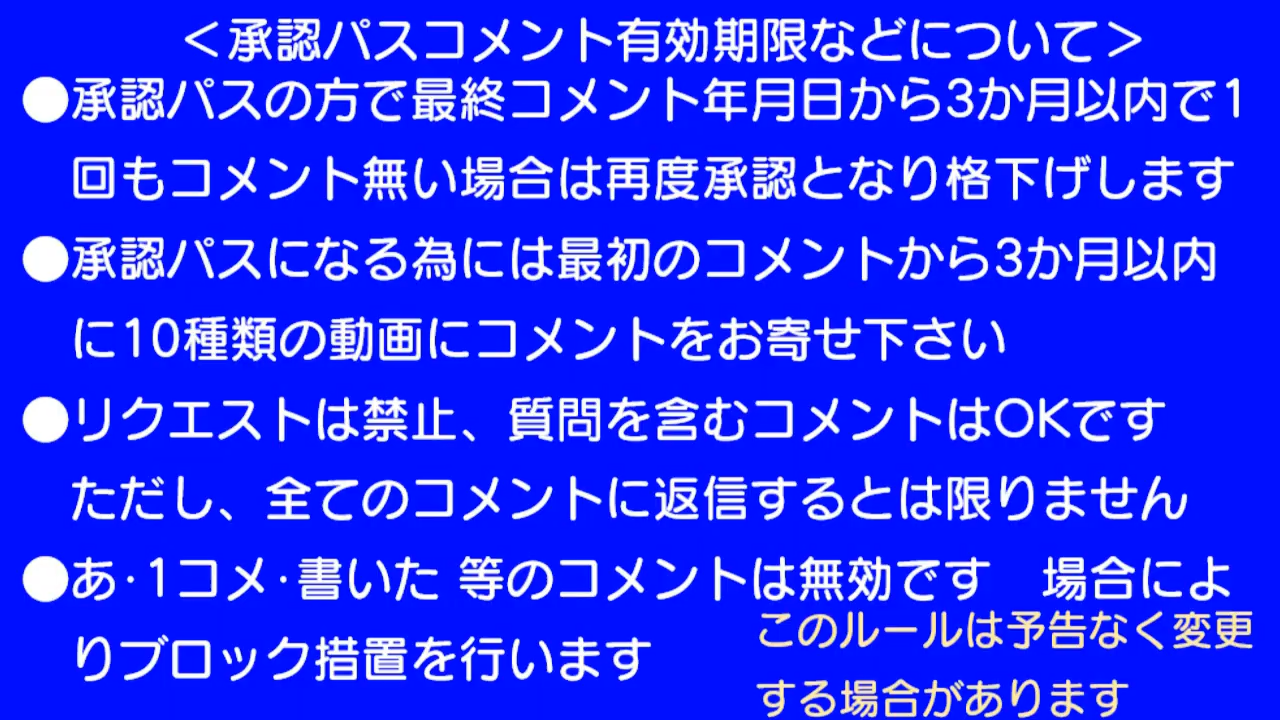 ＜承認パスコメント有効期限などについて＞
●承認パスの方で最終コメント年月日から3か月以内で1
回もコメント無い場合は再度承認となり格下げします
●承認パスになる為には最初のコメントから3か月以内
に10種類の動画にコメントをお寄せ下さい
●リクエストは禁止、質問を含むコメントはOKです
ただし、全てのコメントに返信するとは限りません
●あ･1コメ･書いた 等のコメントは無効です　場合によ
りブロック措置を行います
このルールは予告なく変更
する場合があります